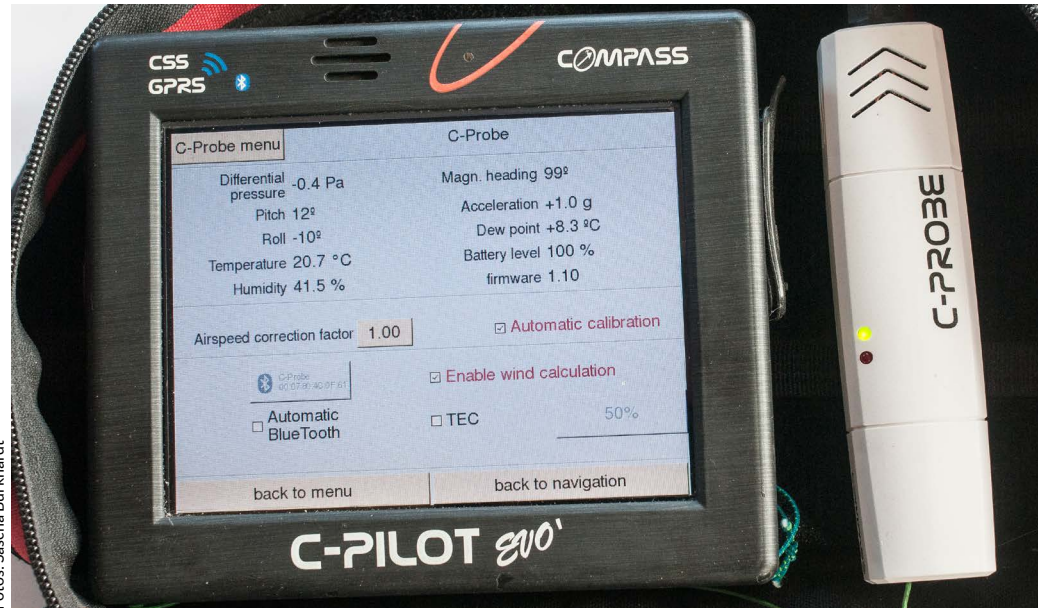 CSS
GPRS
COMPASS
C-Probe menu
C-Probe
Differential
pressure -0.4 Pa
Pitch 12º
Roll -10º
Temperature 20.7 °C
Humidity 41.5 %
Magn. heading 99º
Acceleration +1.0 g
Dew point +8.3 ºC
Battery level 100 %
firmware 1.10
Airspeed correction factor 1.00
Automatic calibration
C-Probe
Enable wind calculation
Automatic
BlueTooth
TEC
50%
back to menu
back to navigation
C-PILOT EVO'
C-PROBE
Fotos: Sascha Burkhardt